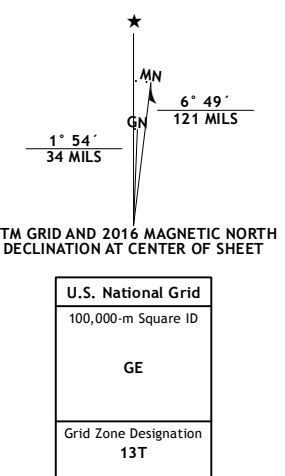 ★
MN
6° 49´
121 MILS
GN
1° 54´
34 MILS
TM GRID AND 2016 MAGNETIC NORTH
DECLINATION AT CENTER OF SHEET
U.S. National Grid
100,000-m Square ID
GE
Grid Zone Designation
13T